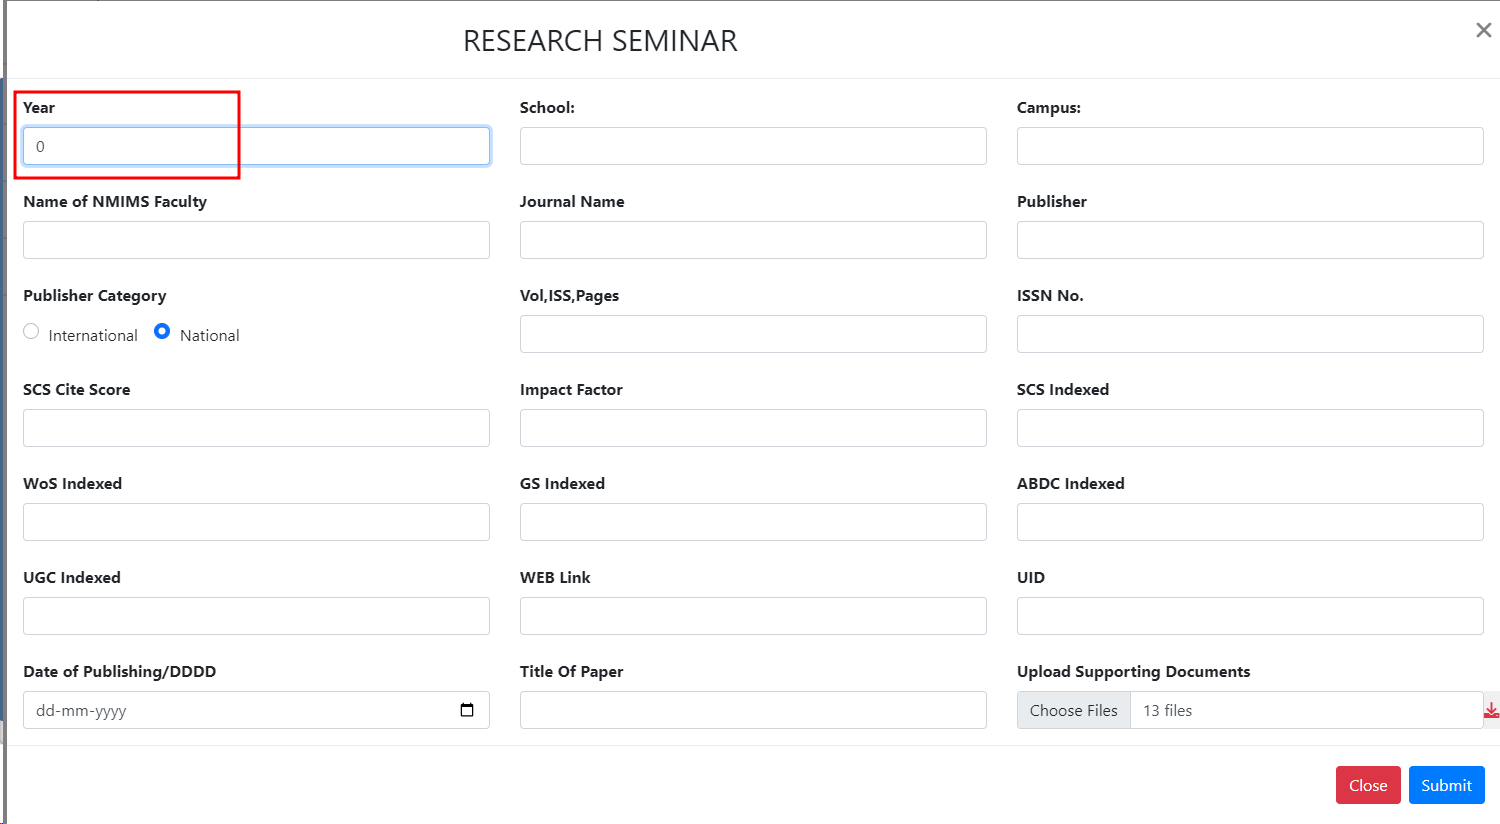 RESEARCH SEMINAR
Year School: Campus:
0
Name of NMIMS Faculty Journal Name Publisher
Publisher Category Vol,ISS,Pages ISSN No.
International National
SCS Cite Score Impact Factor SCS Indexed
WoS Indexed GS Indexed ABDC Indexed
UGC Indexed WEB Link UID
Date of Publishing/DDDD Title Of Paper Upload Supporting Documents
dd-mm-yyyy Choose Files 13 files
Close Submit